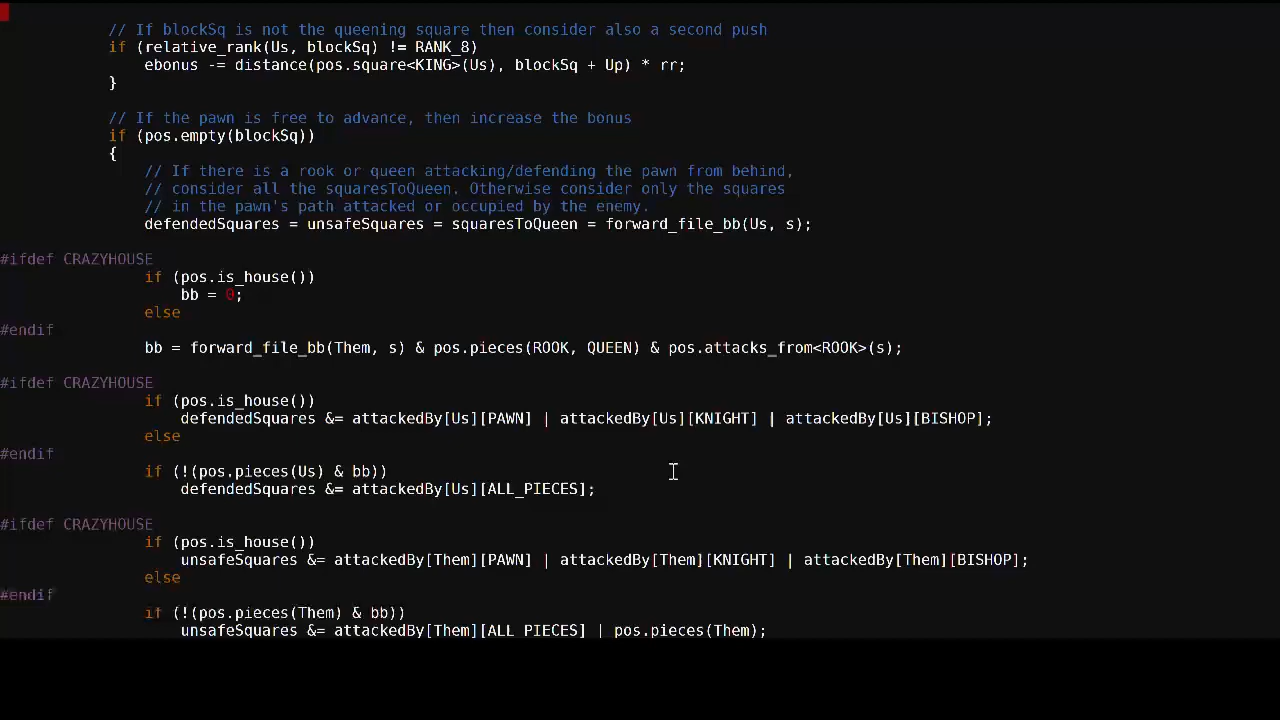 // If blockSq is not the queening square then consider also a second push
if (relative_rank(Us, blockSq) != RANK_8)
ebonus -= distance(pos.square<KING>(Us), blockSq + Up) * rr;
}
// If the pawn is free to advance, then increase the bonus
if (pos.empty(blockSq))
{
// If there is a rook or queen attacking/defending the pawn from behind,
// consider all the squaresToQueen. Otherwise consider only the squares
// in the pawn's path attacked or occupied by the enemy.
defendedSquares = unsafeSquares = squaresToQueen = forward_file_bb(Us, s);
#ifdef CRAZYHOUSE
if (pos.is_house())
bb = 0;
else
#endif
bb = forward_file_bb(Them, s) & pos.pieces(ROOK, QUEEN) & pos.attacks_from<ROOK>(s);
#ifdef CRAZYHOUSE
if (pos.is_house())
defendedSquares &= attackedBy[Us][PAWN] | attackedBy[Us][KNIGHT] | attackedBy[Us][BISHOP];
else
#endif
if (!(pos.pieces(Us) & bb))
defendedSquares &= attackedBy[Us][ALL_PIECES];
#ifdef CRAZYHOUSE
if (pos.is_house())
unsafeSquares &= attackedBy[Them][PAWN] | attackedBy[Them][KNIGHT] | attackedBy[Them][BISHOP];
else
#endif
if (!(pos.pieces(Them) & bb))
unsafeSquares &= attackedBy[Them][ALL_PIECES] | pos.pieces(Them);